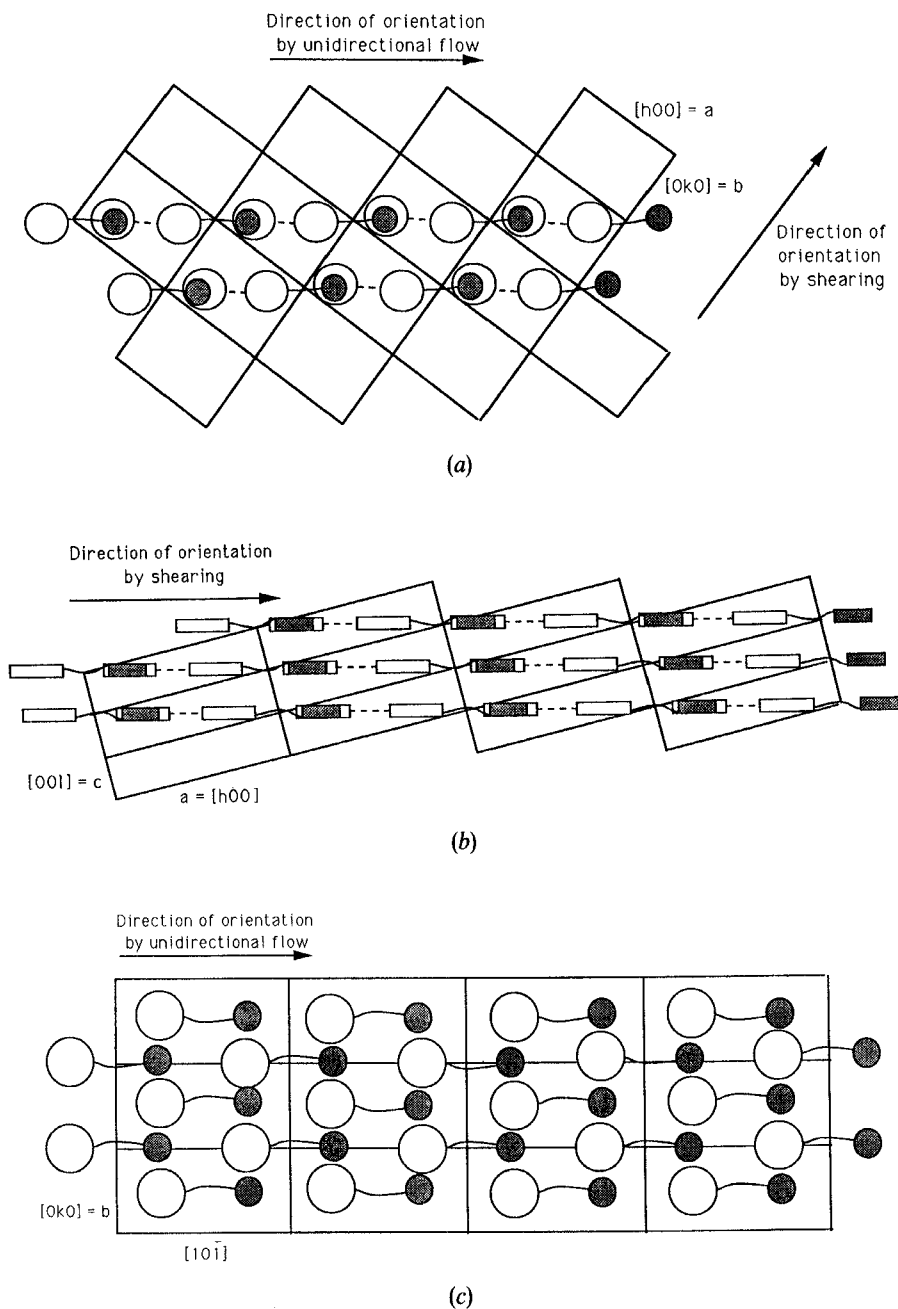 Direction of orientation
by unidirectional flow
[h00] = a
[0k0] = b
Direction of
orientation
by shearing
(a)
Direction of orientation
by shearing
[001] = c
a = [h00]
(b)
Direction of orientation
by unidirectional flow
[0k0] = b
[101̄]
(c)